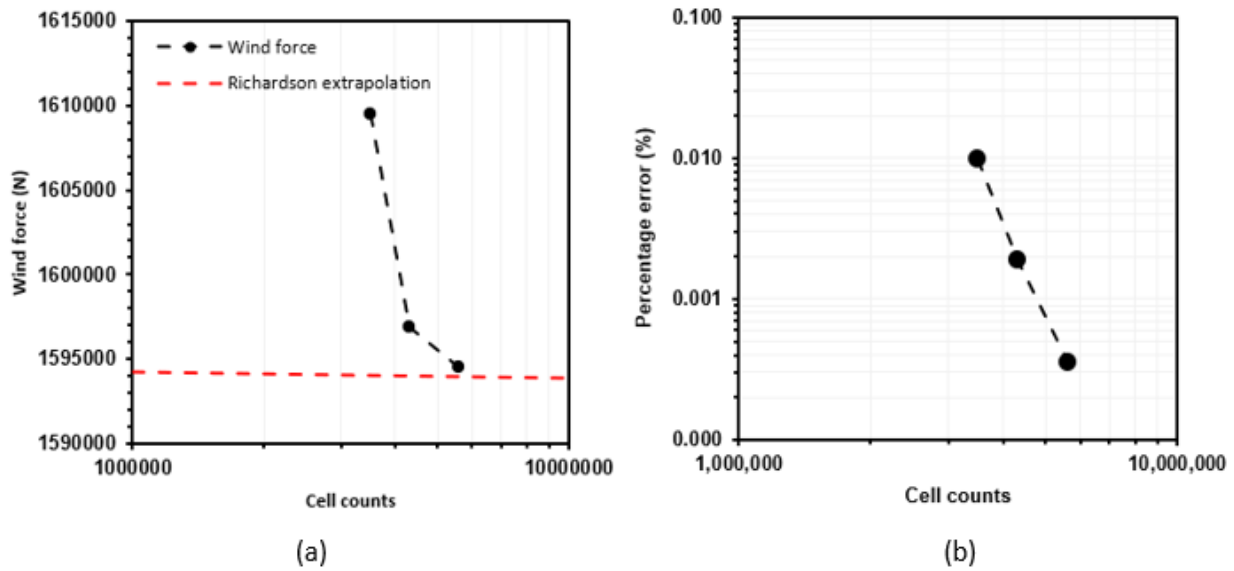 1615000
1610000
1605000
1600000
1595000
1590000
Wind force (N)
Wind force
Richardson extrapolation
1000000
10000000
Cell counts
(a)
0.100
0.010
0.001
0.000
Percentage error (%)
1,000,000
10,000,000
Cell counts
(b)